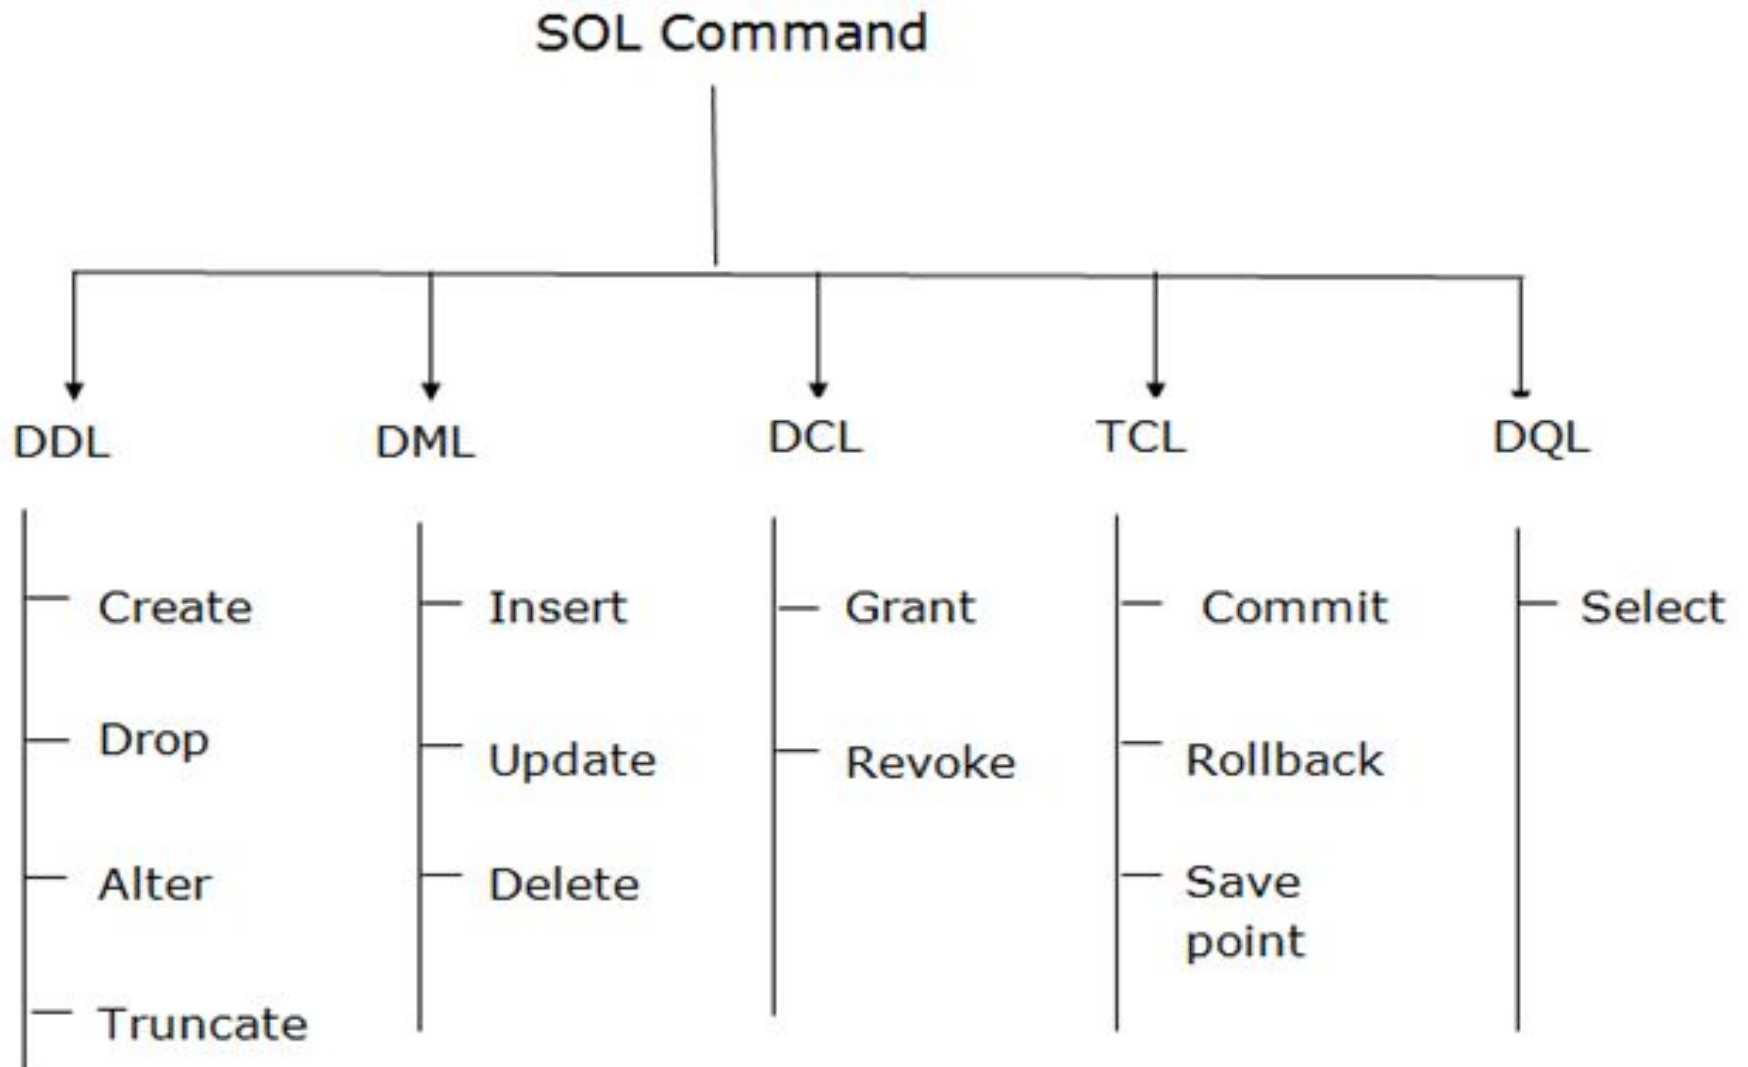 SOL Command
DDL
DML
DCL
TCL
DQL
Create
Insert
Grant
Commit
Select
Drop
Update
Revoke
Rollback
Alter
Delete
Save
point
Truncate